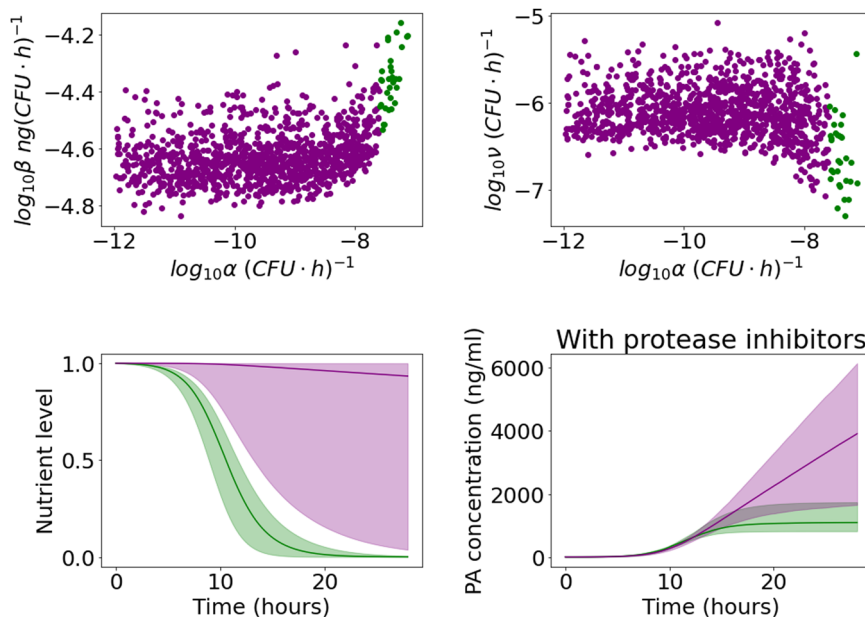 log₁₀β ng(CFU · h)⁻¹
−4.2
−4.4
−4.6
−4.8
−12
−10
−8
log₁₀α (CFU · h)⁻¹
log₁₀ν (CFU · h)⁻¹
−5
−6
−7
−12
−10
−8
log₁₀α (CFU · h)⁻¹
Nutrient level
1.0
0.5
0.0
0
20
Time (hours)
With protease inhibitors
PA concentration (ng/ml)
6000
4000
2000
0
0
10
20
Time (hours)